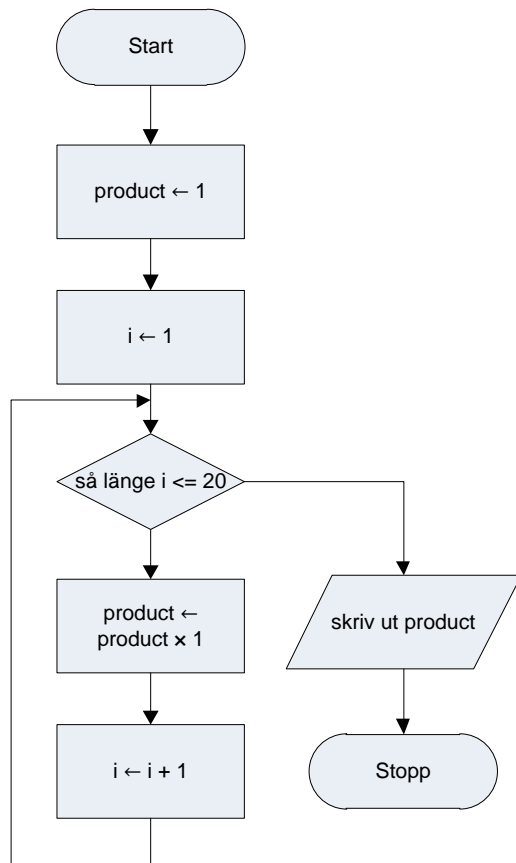 Start
product ← 1
i ← 1
så länge i <= 20
product ←
product × 1
i ← i + 1
skriv ut product
Stopp